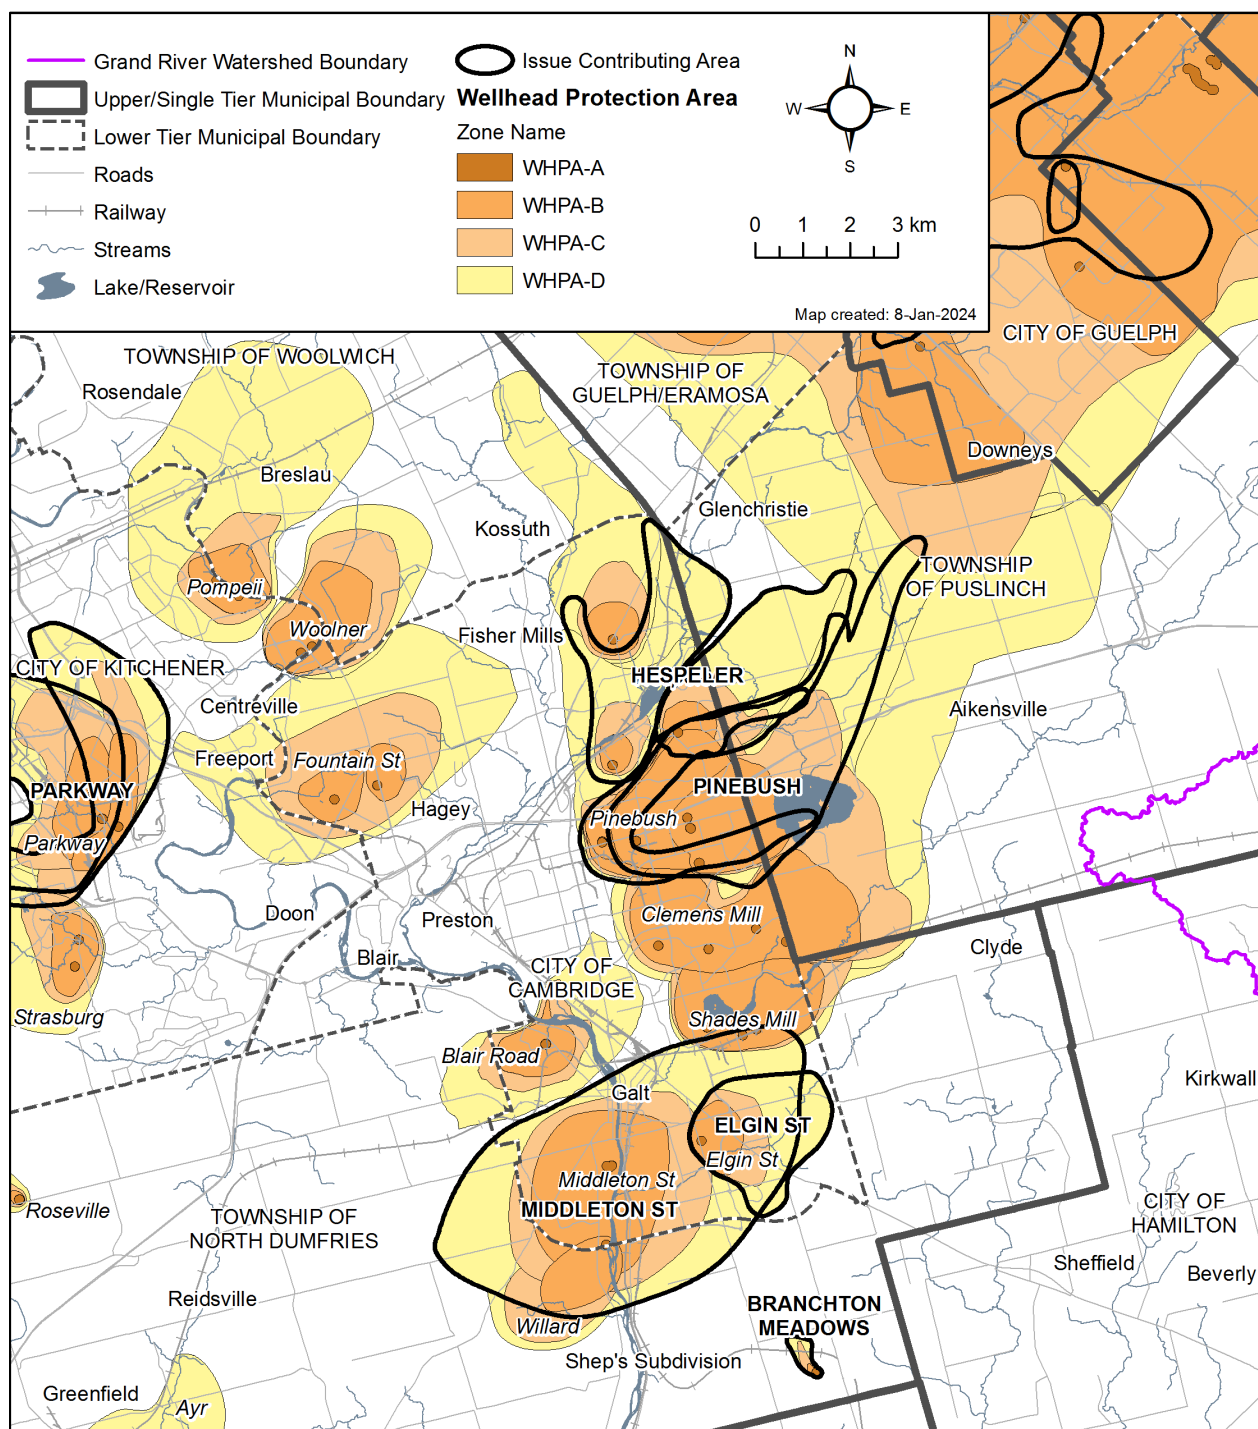 Grand River Watershed Boundary
Upper/Single Tier Municipal Boundary
Lower Tier Municipal Boundary
Roads
Railway
Streams
Lake/Reservoir
Issue Contributing Area
Wellhead Protection Area
Zone Name
WHPA-A
WHPA-B
WHPA-C
WHPA-D
N
W
E
S
0 1 2 3 km
Map created: 8-Jan-2024
CITY OF GUELPH
TOWNSHIP OF WOOLWICH
Rosendale
TOWNSHIP OF
GUELPH/ERAMOSA
Downeys
Breslau
Glenchristie
Kossuth
TOWNSHIP
OF PUSLINCH
Pompeii
Woolner
Fisher Mills
CITY OF KITCHENER
HESPELER
Centreville
Aikensville
Freeport
Fountain St
PARKWAY
PINEBUSH
Hagey
Pinebush
Parkway
Doon
Preston
Clemens Mill
Clyde
Blair
CITY OF
CAMBRIDGE
Strasburg
Shades Mill
Blair Road
Kirkwall
Galt
ELGIN ST
Elgin St
Middleton St
MIDDLETON ST
Roseville
CITY OF
HAMILTON
TOWNSHIP OF
NORTH DUMFRIES
Sheffield
Beverly
Reidsville
BRANCHTON
MEADOWS
Willard
Shep's Subdivision
Greenfield
Ayr